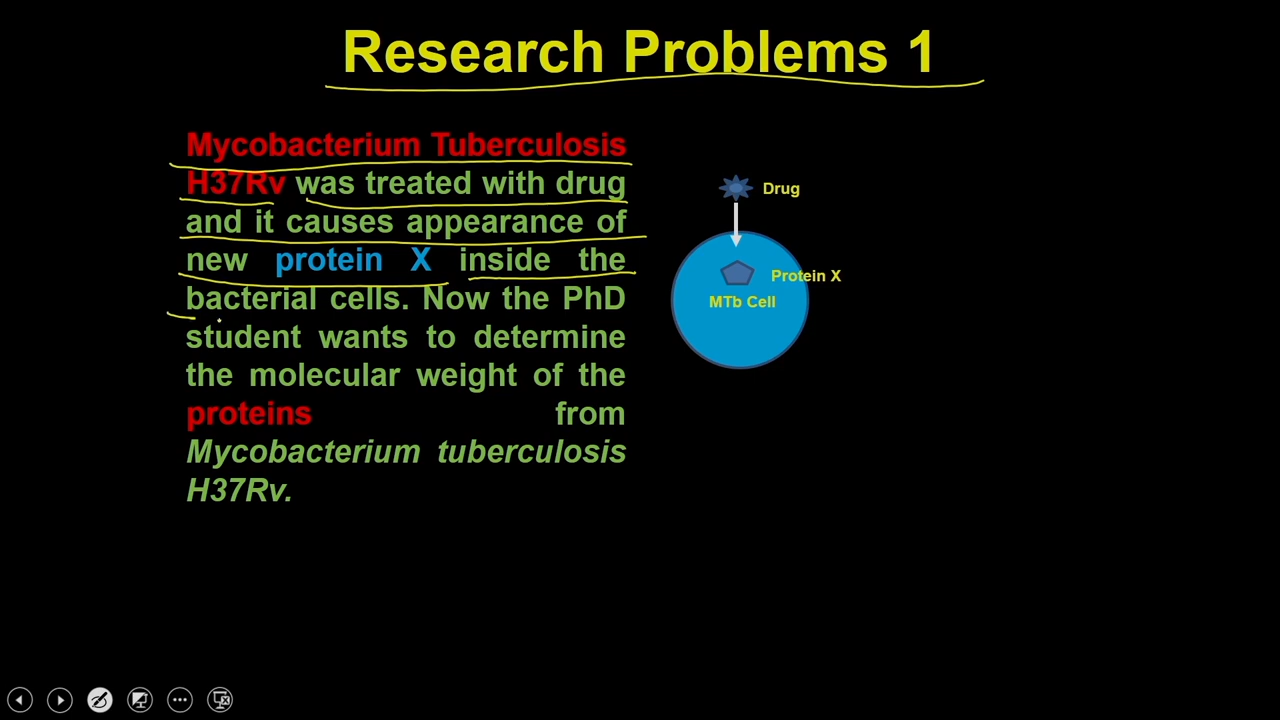 Research Problems 1
Mycobacterium Tuberculosis
H37Rv was treated with drug
and it causes appearance of
new protein X inside the
bacterial cells. Now the PhD
student wants to determine
the molecular weight of the
proteins from
Mycobacterium tuberculosis
H37Rv.
Drug
Protein X
MTb Cell